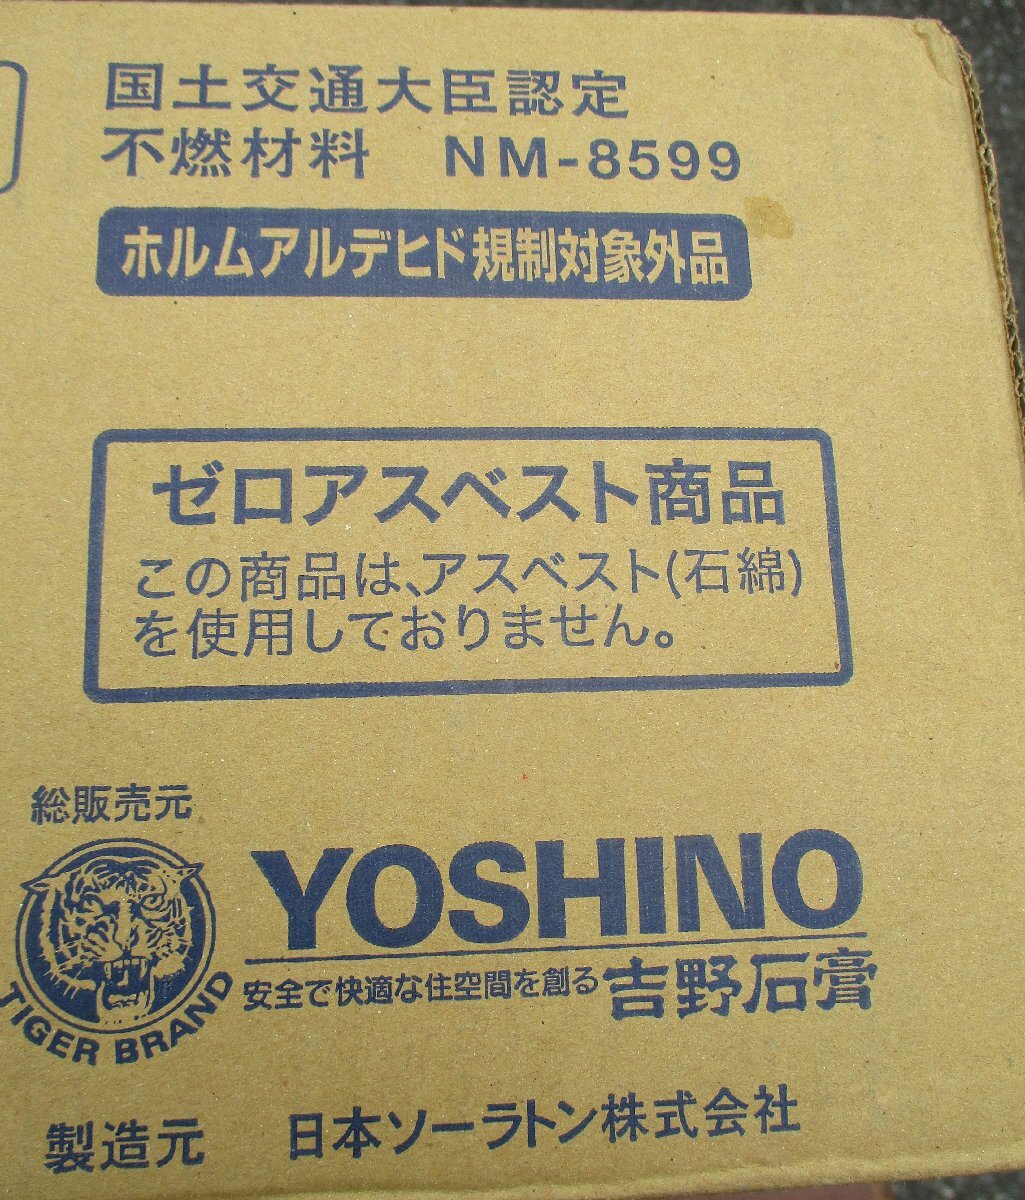 国土交通大臣認定
不燃材料 NM-8599
ホルムアルデヒド規制対象外品
ゼロアスベスト商品
この商品は、アスベスト(石綿)
を使用しておりません。
総販売元
TIGER BRAND
YOSHINO
安全で快適な住空間を創る 吉野石膏
製造元 日本ソーラトン株式会社